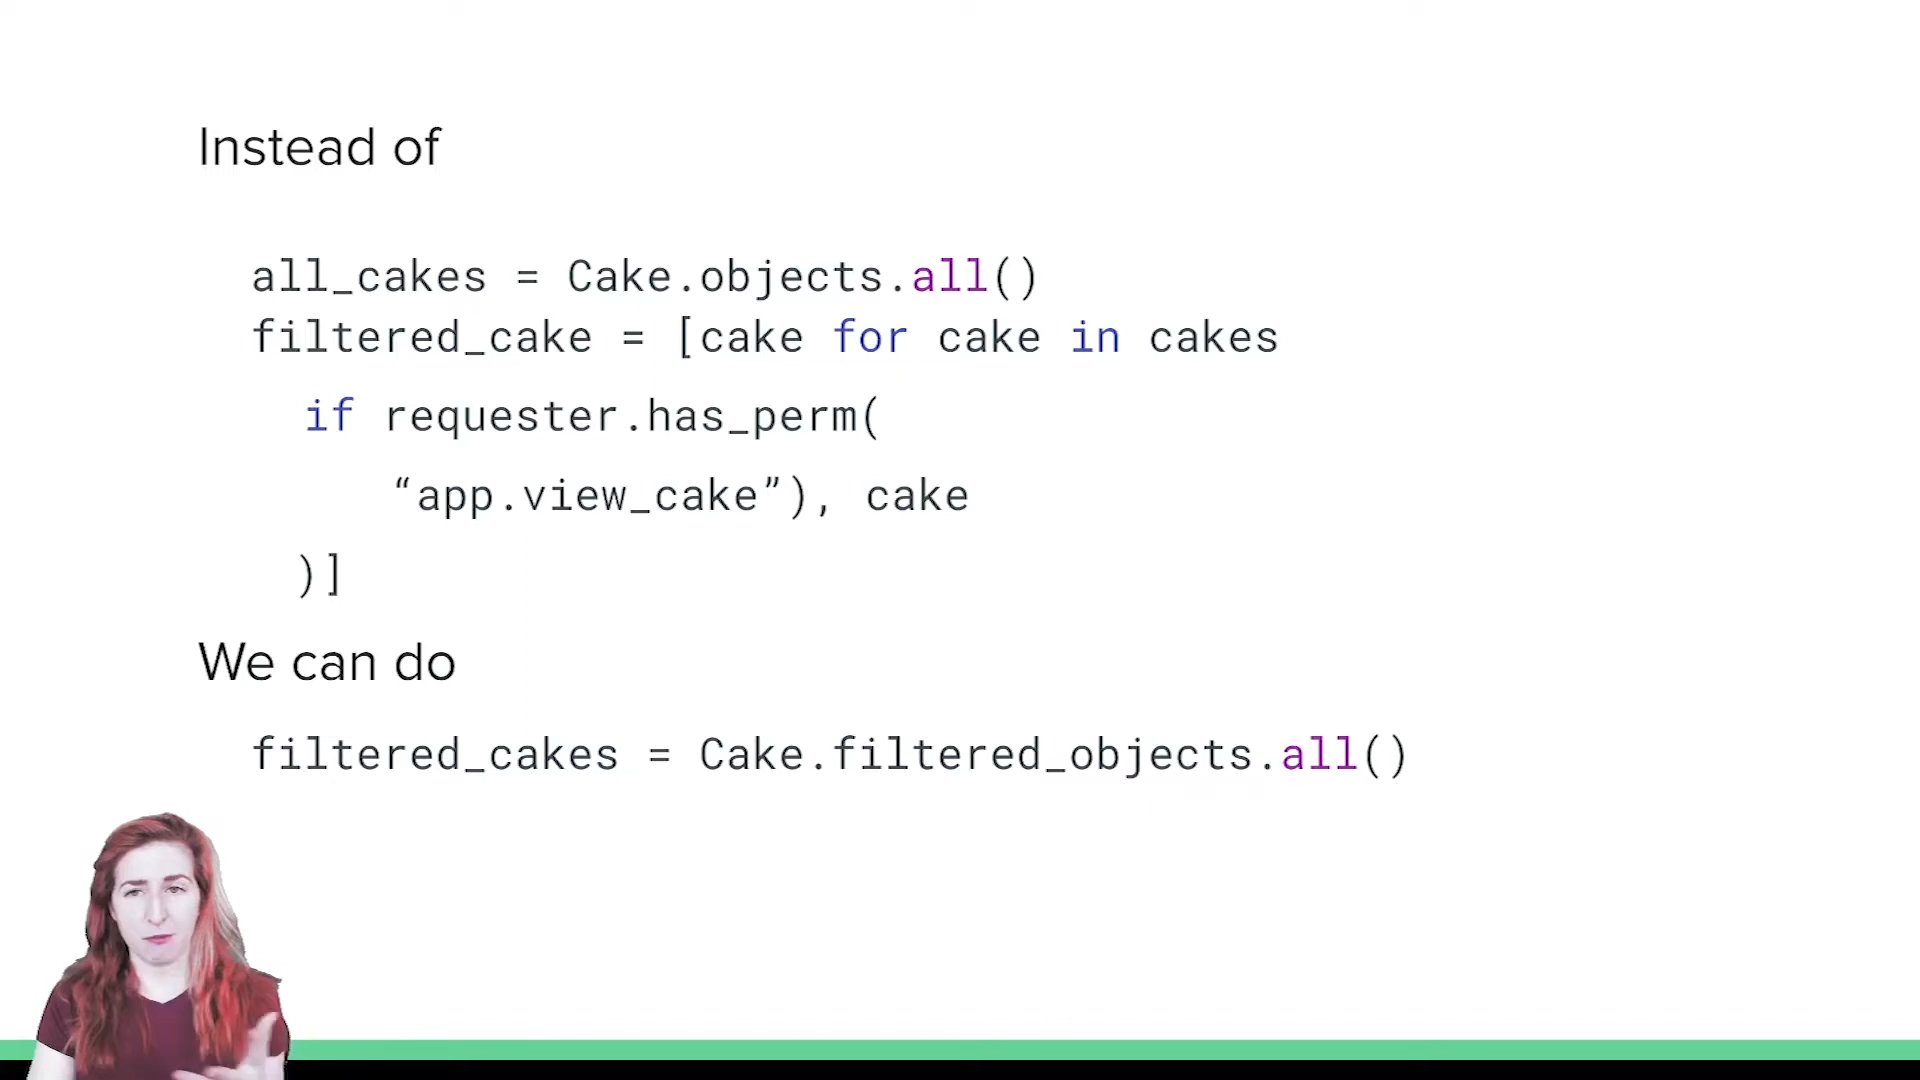 Instead of
all_cakes = Cake.objects.all()
filtered_cake = [cake for cake in cakes
if requester.has_perm(
“app.view_cake”), cake
)]
We can do
filtered_cakes = Cake.filtered_objects.all()